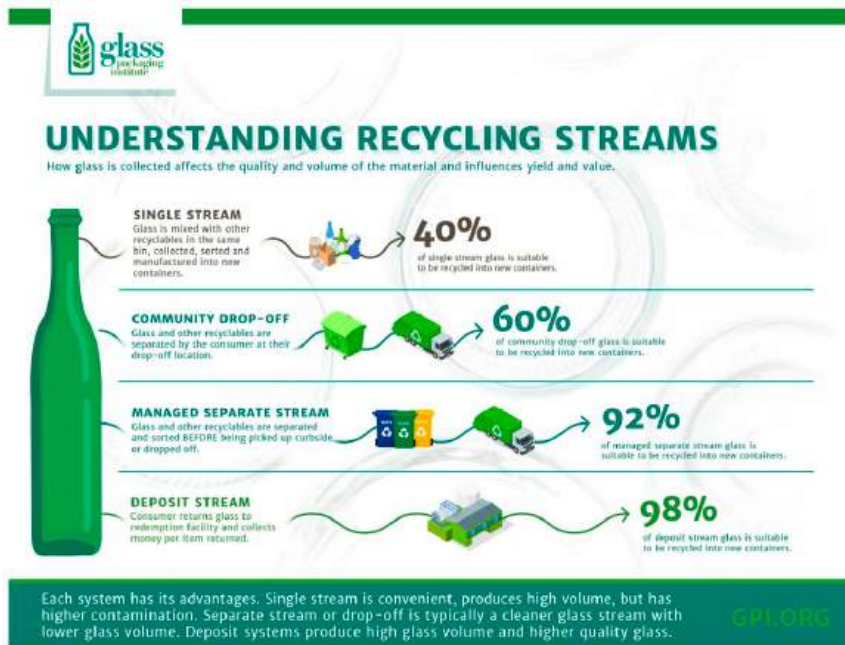 glass
packaging
institute
UNDERSTANDING RECYCLING STREAMS
How glass is collected affects the quality and volume of the material and influences yield and value.
SINGLE STREAM
Glass is mixed with other
recyclables in the same
bin, collected, sorted and
manufactured into new
containers.
40%
of single stream glass is suitable
to be recycled into new containers.
COMMUNITY DROP-OFF
Glass and other recyclables are
separated by the consumer at their
drop-off location.
60%
of community drop-off glass is suitable
to be recycled into new containers.
MANAGED SEPARATE STREAM
Glass and other recyclables are separated
and sorted BEFORE being picked up curbside
or dropped off.
92%
of managed separate stream glass is
suitable to be recycled into new containers.
DEPOSIT STREAM
Consumer returns glass to
redemption facility and collects
money per item returned.
98%
of deposit stream glass is suitable
to be recycled into new containers.
Each system has its advantages. Single stream is convenient, produces high volume, but has
higher contamination. Separate stream or drop-off is typically a cleaner glass stream with
lower glass volume. Deposit systems produce high glass volume and higher quality glass.
GPI.ORG